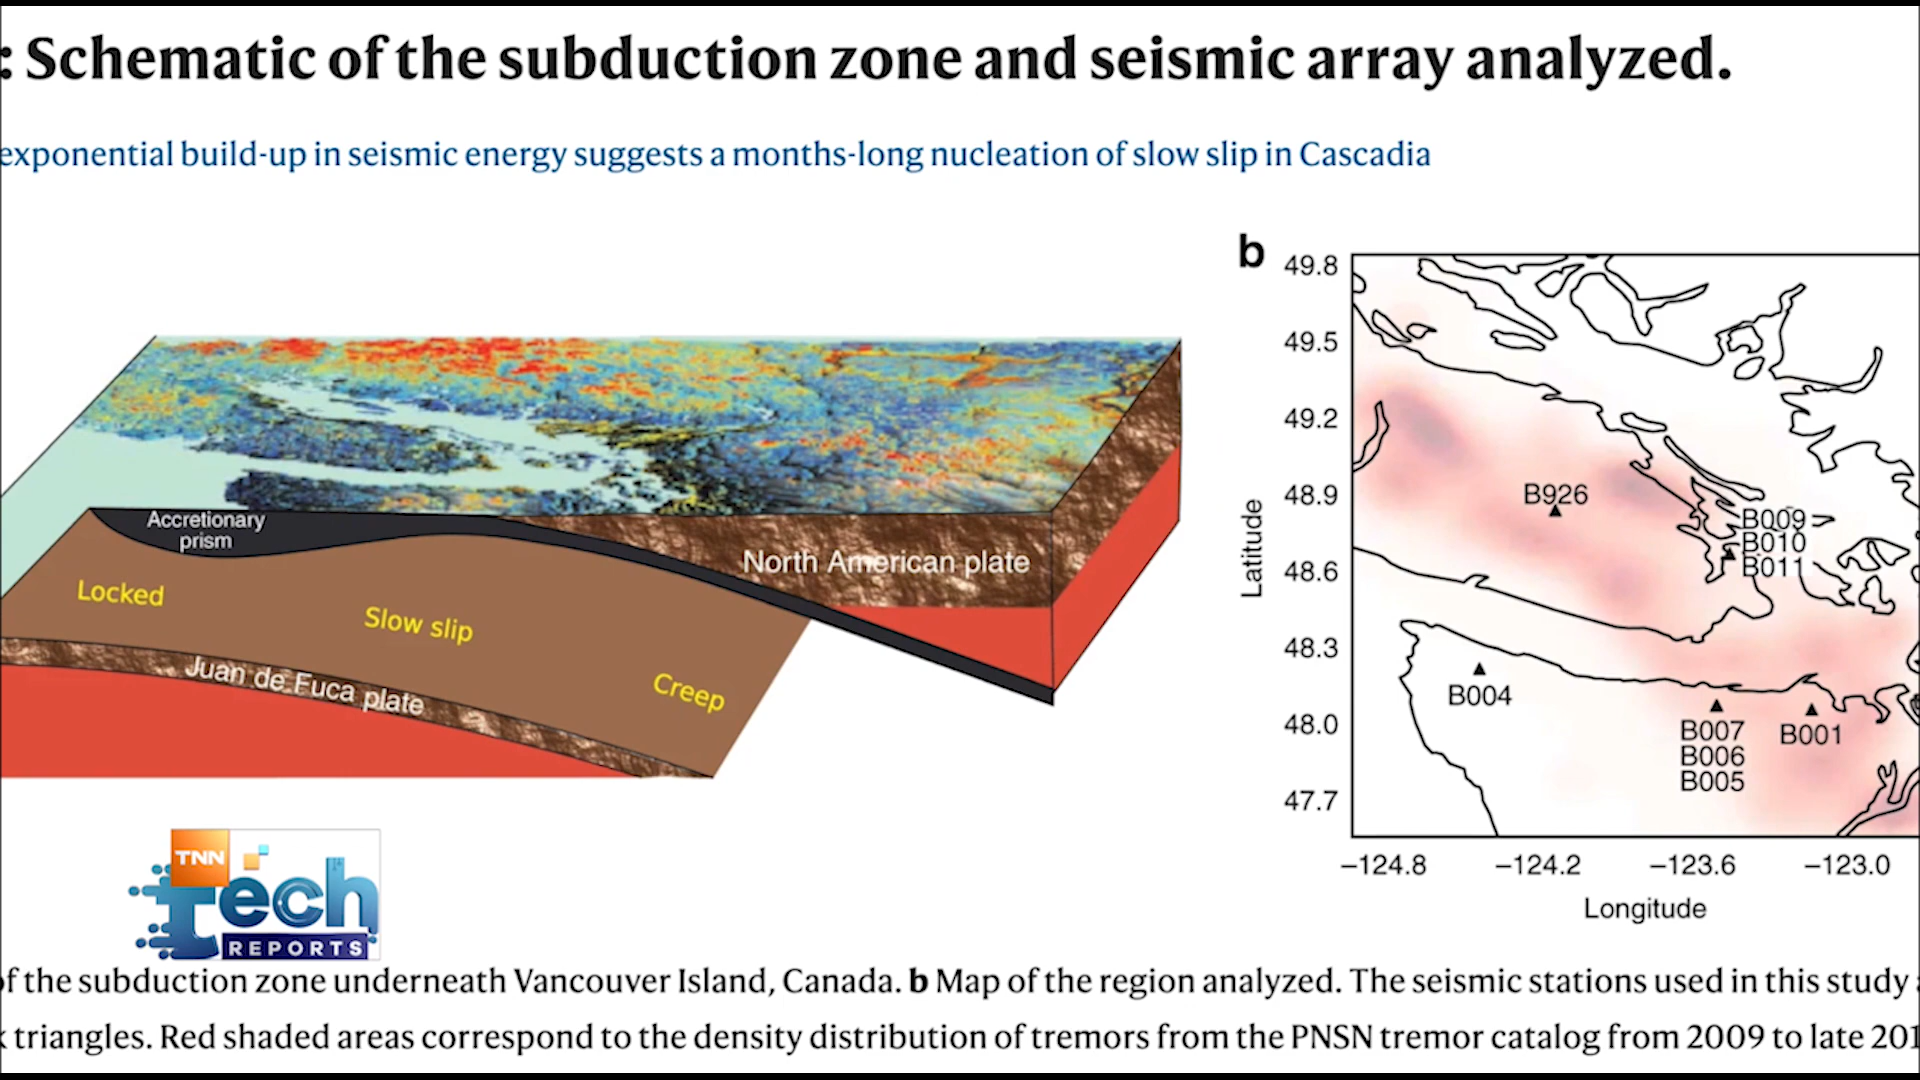 : Schematic of the subduction zone and seismic array analyzed.
exponential build-up in seismic energy suggests a months-long nucleation of slow slip in Cascadia
Accretionary
prism
North American plate
Locked
Slow slip
Creep
Juan de Fuca plate
b
49.8
49.5
49.2
48.9
48.6
48.3
48.0
47.7
Latitude
B926
B009
B010
B011
B004
B007
B006
B005
B001
−124.8 −124.2 −123.6 −123.0
Longitude
TNN
Tech
REPORTS
of the subduction zone underneath Vancouver Island, Canada. b Map of the region analyzed. The seismic stations used in this study
triangles. Red shaded areas correspond to the density distribution of tremors from the PNSN tremor catalog from 2009 to late 201